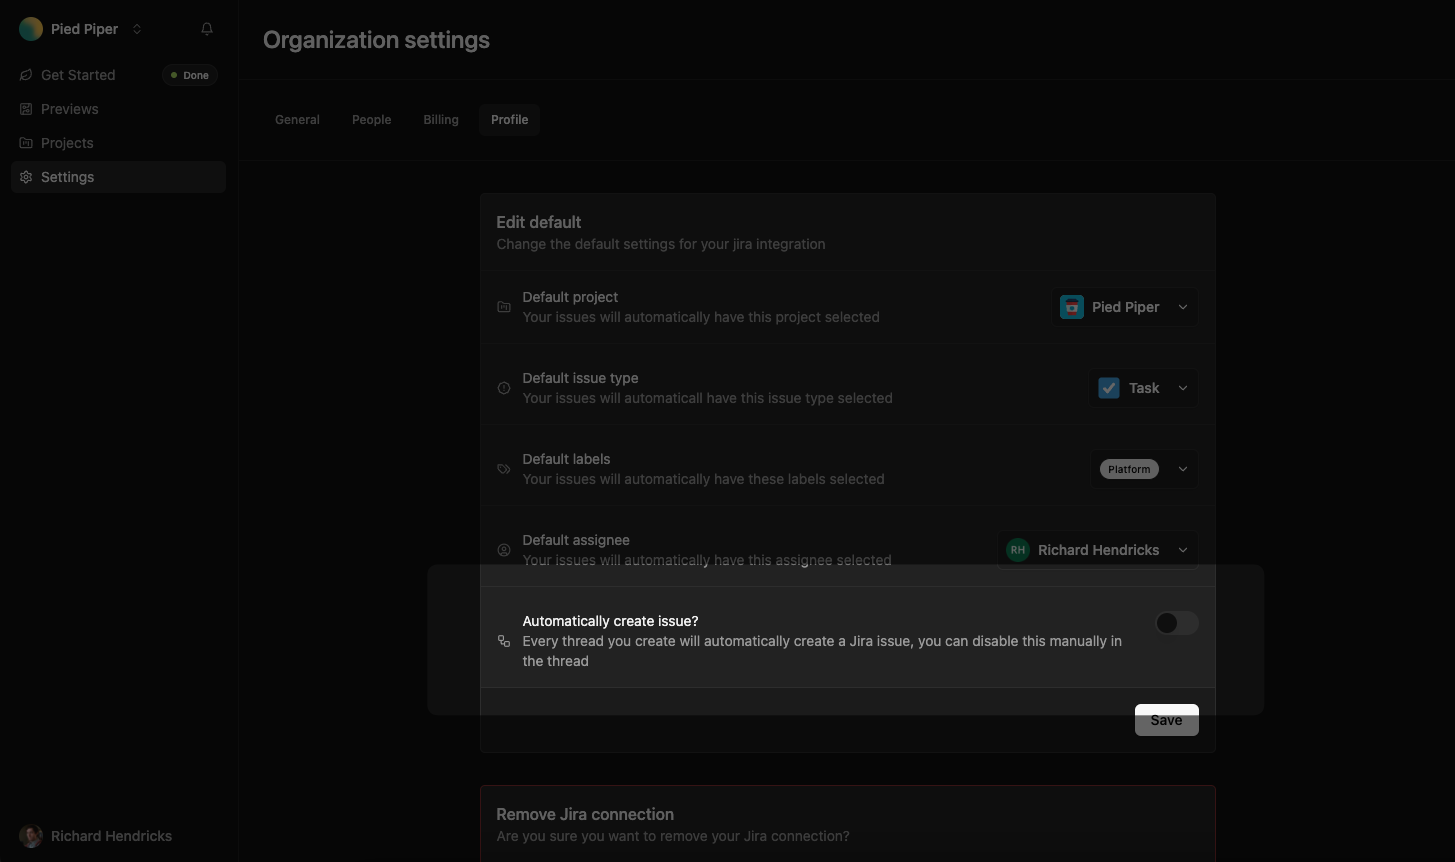 Pied Piper
Get Started
Done
Previews
Projects
Settings
Organization settings
General
People
Billing
Profile
Edit default
Change the default settings for your jira integration
Default project
Your issues will automatically have this project selected
Pied Piper
Default issue type
Your issues will automaticall have this issue type selected
Task
Default labels
Your issues will automatically have these labels selected
Platform
Default assignee
Your issues will automatically have this assignee selected
RH
Richard Hendricks
Automatically create issue?
Every thread you create will automatically create a Jira issue, you can disable this manually in
the thread
Save
Remove Jira connection
Are you sure you want to remove your Jira connection?
Richard Hendricks